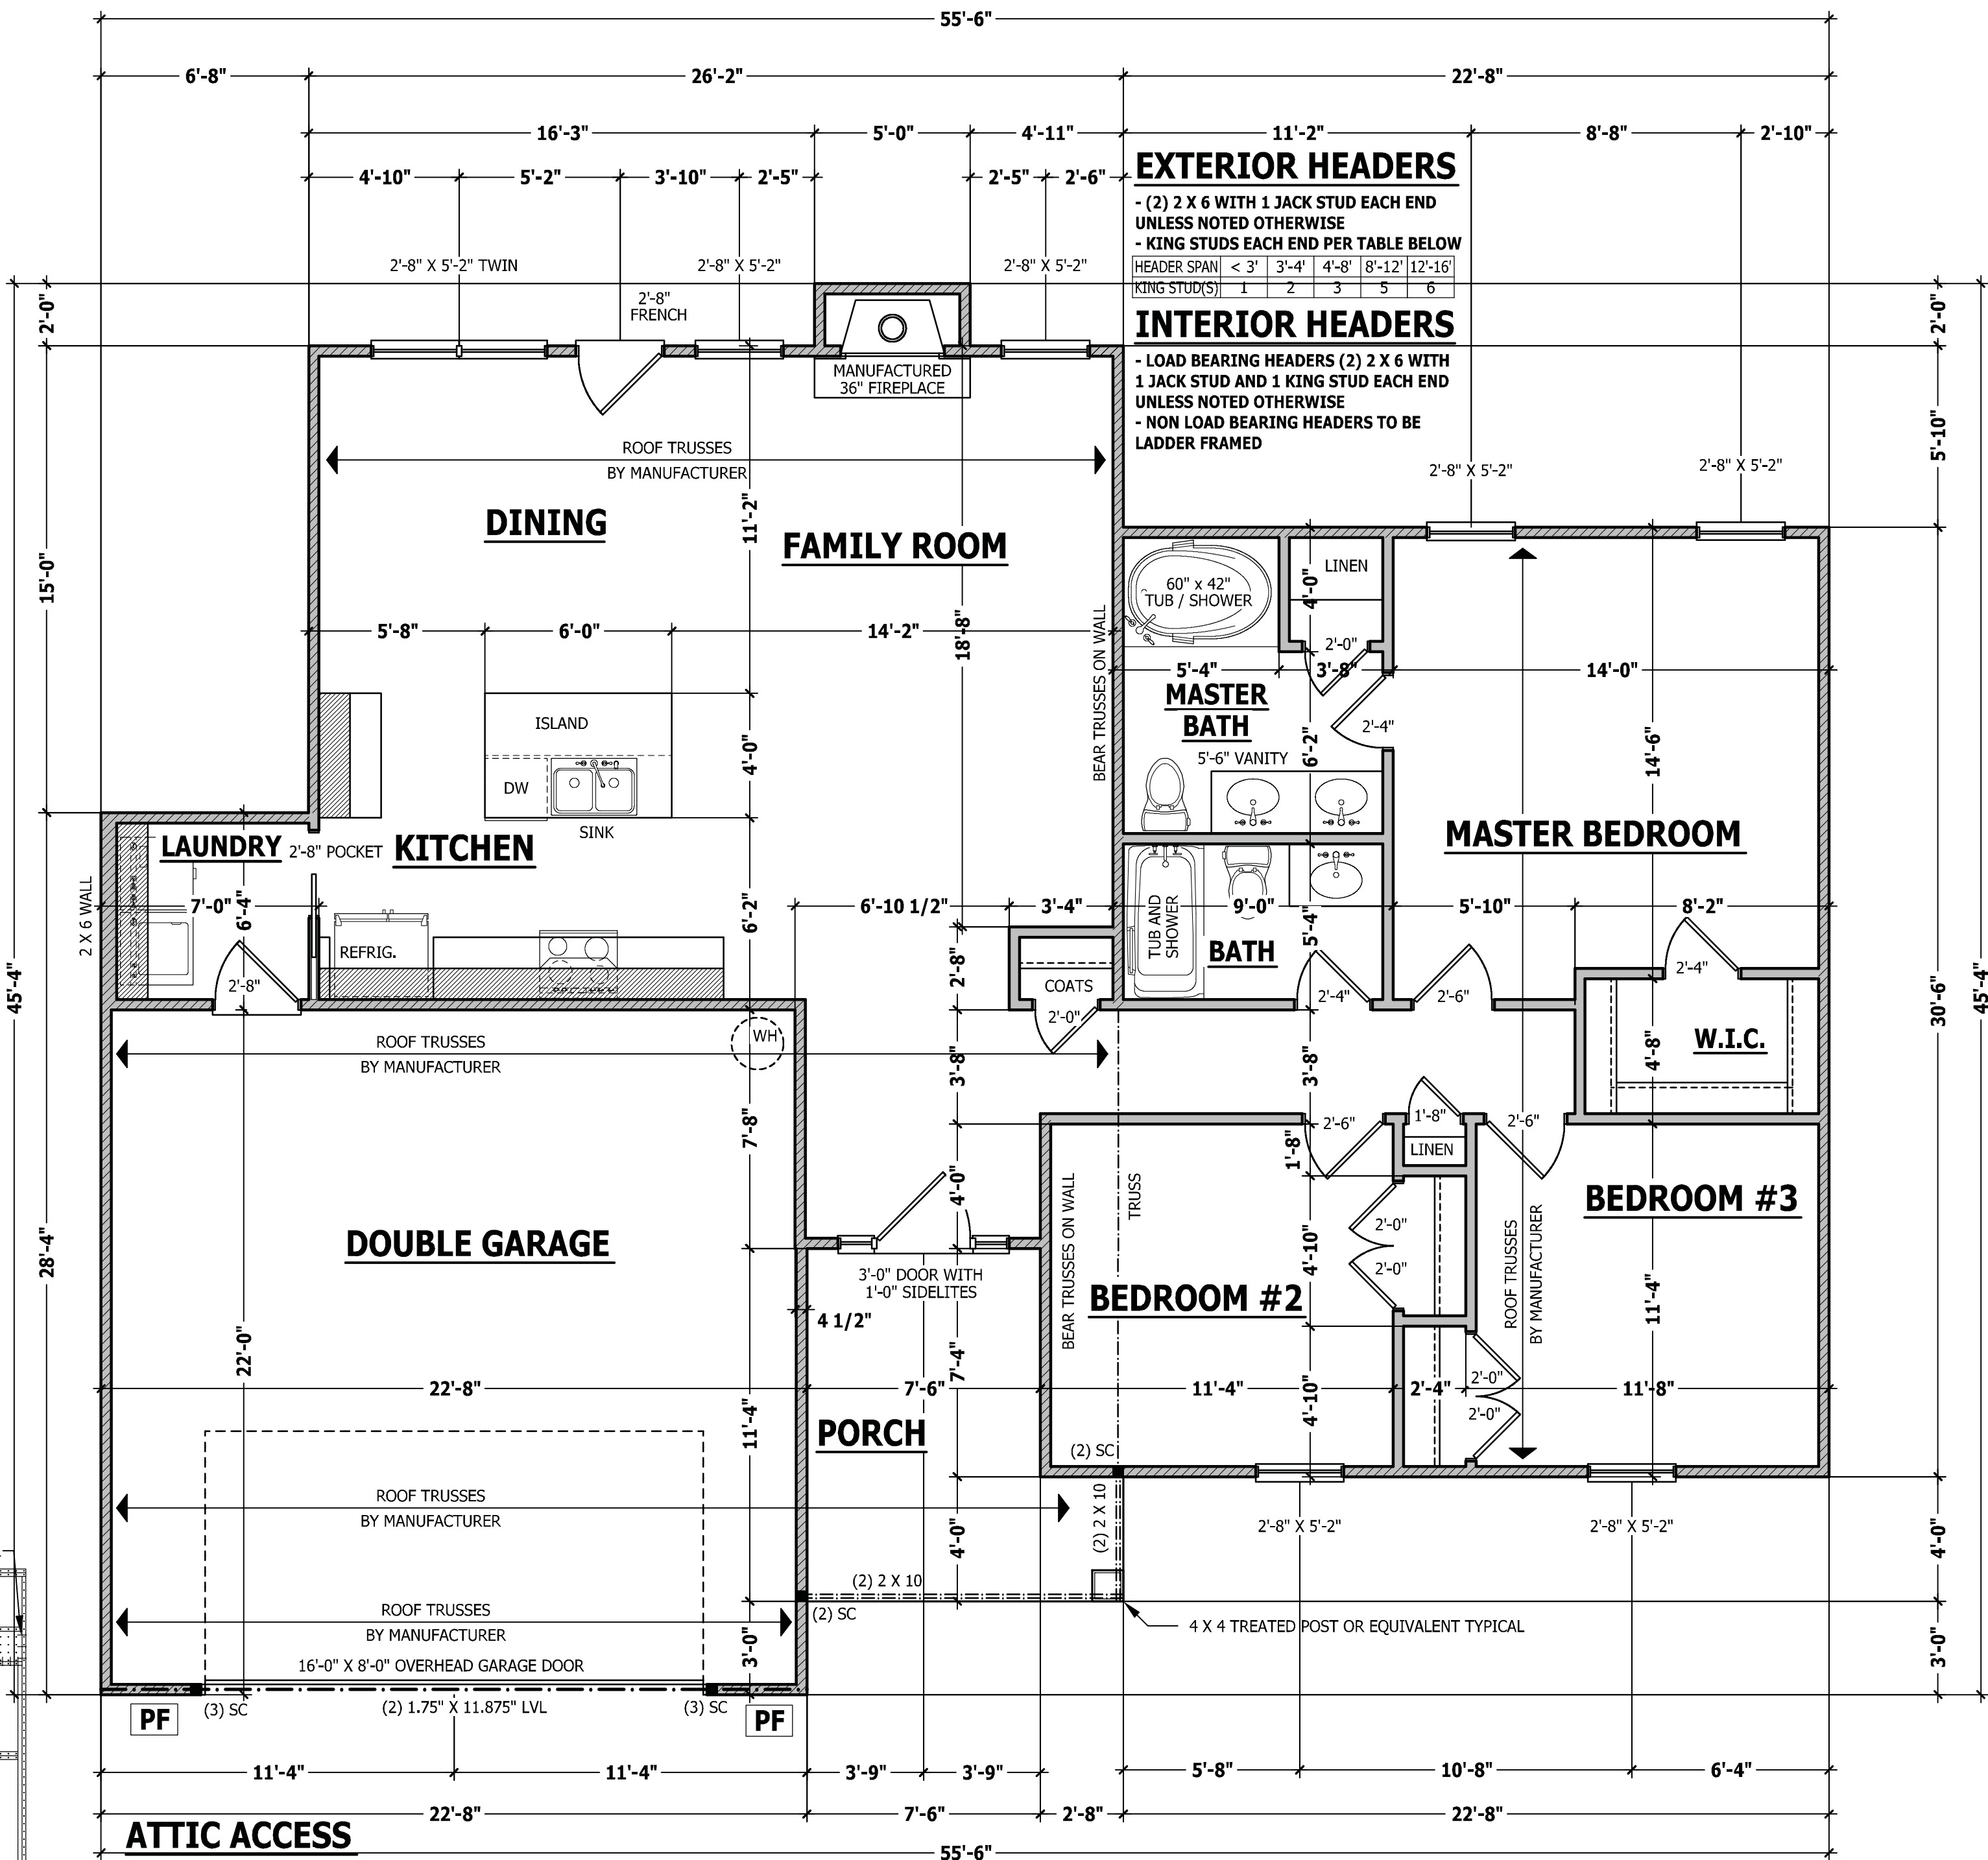 55'-6"
6'-8" 26'-2" 22'-8"
16'-3" 5'-0" 4'-11" 11'-2" 8'-8" 2'-10"
4'-10" 5'-2" 3'-10" 2'-5" 2'-5" 2'-6"
EXTERIOR HEADERS
- (2) 2 X 6 WITH 1 JACK STUD EACH END
UNLESS NOTED OTHERWISE
- KING STUDS EACH END PER TABLE BELOW
HEADER SPAN < 3' 3'-4' 4'-8' 8'-12' 12'-16'
KING STUD(S) 1 2 3 5 6
INTERIOR HEADERS
- LOAD BEARING HEADERS (2) 2 X 6 WITH
1 JACK STUD AND 1 KING STUD EACH END
UNLESS NOTED OTHERWISE
- NON LOAD BEARING HEADERS TO BE
LADDER FRAMED
2'-8" X 5'-2" TWIN
2'-8"
FRENCH
2'-8" X 5'-2"
2'-8" X 5'-2"
2'-0"
2'-0"
MANUFACTURED
36" FIREPLACE
ROOF TRUSSES
BY MANUFACTURER
5'-10"
2'-8" X 5'-2"
2'-8" X 5'-2"
DINING
11'-2"
FAMILY ROOM
15'-0"
60" x 42"
TUB / SHOWER
4'-0"
LINEN
2'-0"
5'-8" 6'-0" 14'-2"
18'-8"
BEAR TRUSSES ON WALL
5'-4" 3'-8" 14'-0"
MASTER
BATH
2'-4"
6'-2"
5'-6" VANITY
14'-6"
ISLAND
DW
SINK
4'-0"
LAUNDRY
2'-8" POCKET
KITCHEN
MASTER BEDROOM
2 X 6 WALL
7'-0"
6'-4"
6'-2"
6'-10 1/2" 3'-4" 9'-0" 5'-10" 8'-2"
TUB AND
SHOWER
5'-4"
BATH
REFRIG.
2'-8"
2'-8"
COATS
2'-0"
2'-4"
2'-6"
2'-4"
45'-4"
30'-6"
45'-4"
ROOF TRUSSES
BY MANUFACTURER
WH
3'-8"
3'-8"
4'-8"
W.I.C.
7'-8"
2'-6"
1'-8"
2'-6"
1'-8"
LINEN
4'-0"
BEAR TRUSSES ON WALL
TRUSS
BEDROOM #3
28'-4"
DOUBLE GARAGE
2'-0"
2'-0"
4'-10"
ROOF TRUSSES
BY MANUFACTURER
3'-0" DOOR WITH
1'-0" SIDELITES
BEDROOM #2
11'-4"
4 1/2"
22'-0"
7'-4"
22'-8" 7'-6" 11'-4" 2'-4" 11'-8"
2'-0"
2'-0"
11'-4"
4'-10"
PORCH
(2) SC
ROOF TRUSSES
BY MANUFACTURER
4'-0"
(2) 2 X 10
2'-8" X 5'-2"
2'-8" X 5'-2"
4'-0"
(2) 2 X 10
(2) SC
ROOF TRUSSES
BY MANUFACTURER
4 X 4 TREATED POST OR EQUIVALENT TYPICAL
3'-0"
3'-0"
16'-0" X 8'-0" OVERHEAD GARAGE DOOR
PF
(3) SC
(2) 1.75" X 11.875" LVL
(3) SC
PF
11'-4" 11'-4" 3'-9" 3'-9" 5'-8" 10'-8" 6'-4"
22'-8" 7'-6" 2'-8" 22'-8"
ATTIC ACCESS
55'-6"